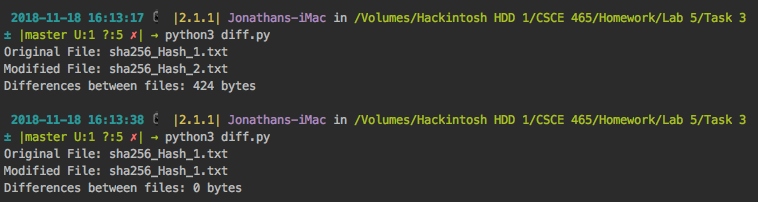 2018-11-18 16:13:17 |2.1.1| Jonathans-iMac in /Volumes/Hackintosh HDD 1/CSCE 465/Homework/Lab 5/Task 3
± |master U:1 ?:5 ✗| → python3 diff.py
Original File: sha256_Hash_1.txt
Modified File: sha256_Hash_2.txt
Differences between files: 424 bytes
2018-11-18 16:13:38 |2.1.1| Jonathans-iMac in /Volumes/Hackintosh HDD 1/CSCE 465/Homework/Lab 5/Task 3
± |master U:1 ?:5 ✗| → python3 diff.py
Original File: sha256_Hash_1.txt
Modified File: sha256_Hash_1.txt
Differences between files: 0 bytes